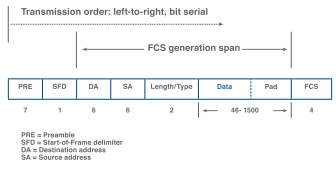 Transmission order: left-to-right, bit serial
FCS generation span
PRE SFD DA SA Length/Type Data Pad FCS
7 1 6 6 2 46- 1500 4
PRE = Preamble
SFD = Start-of-Frame delimiter
DA = Destination address
SA = Source address